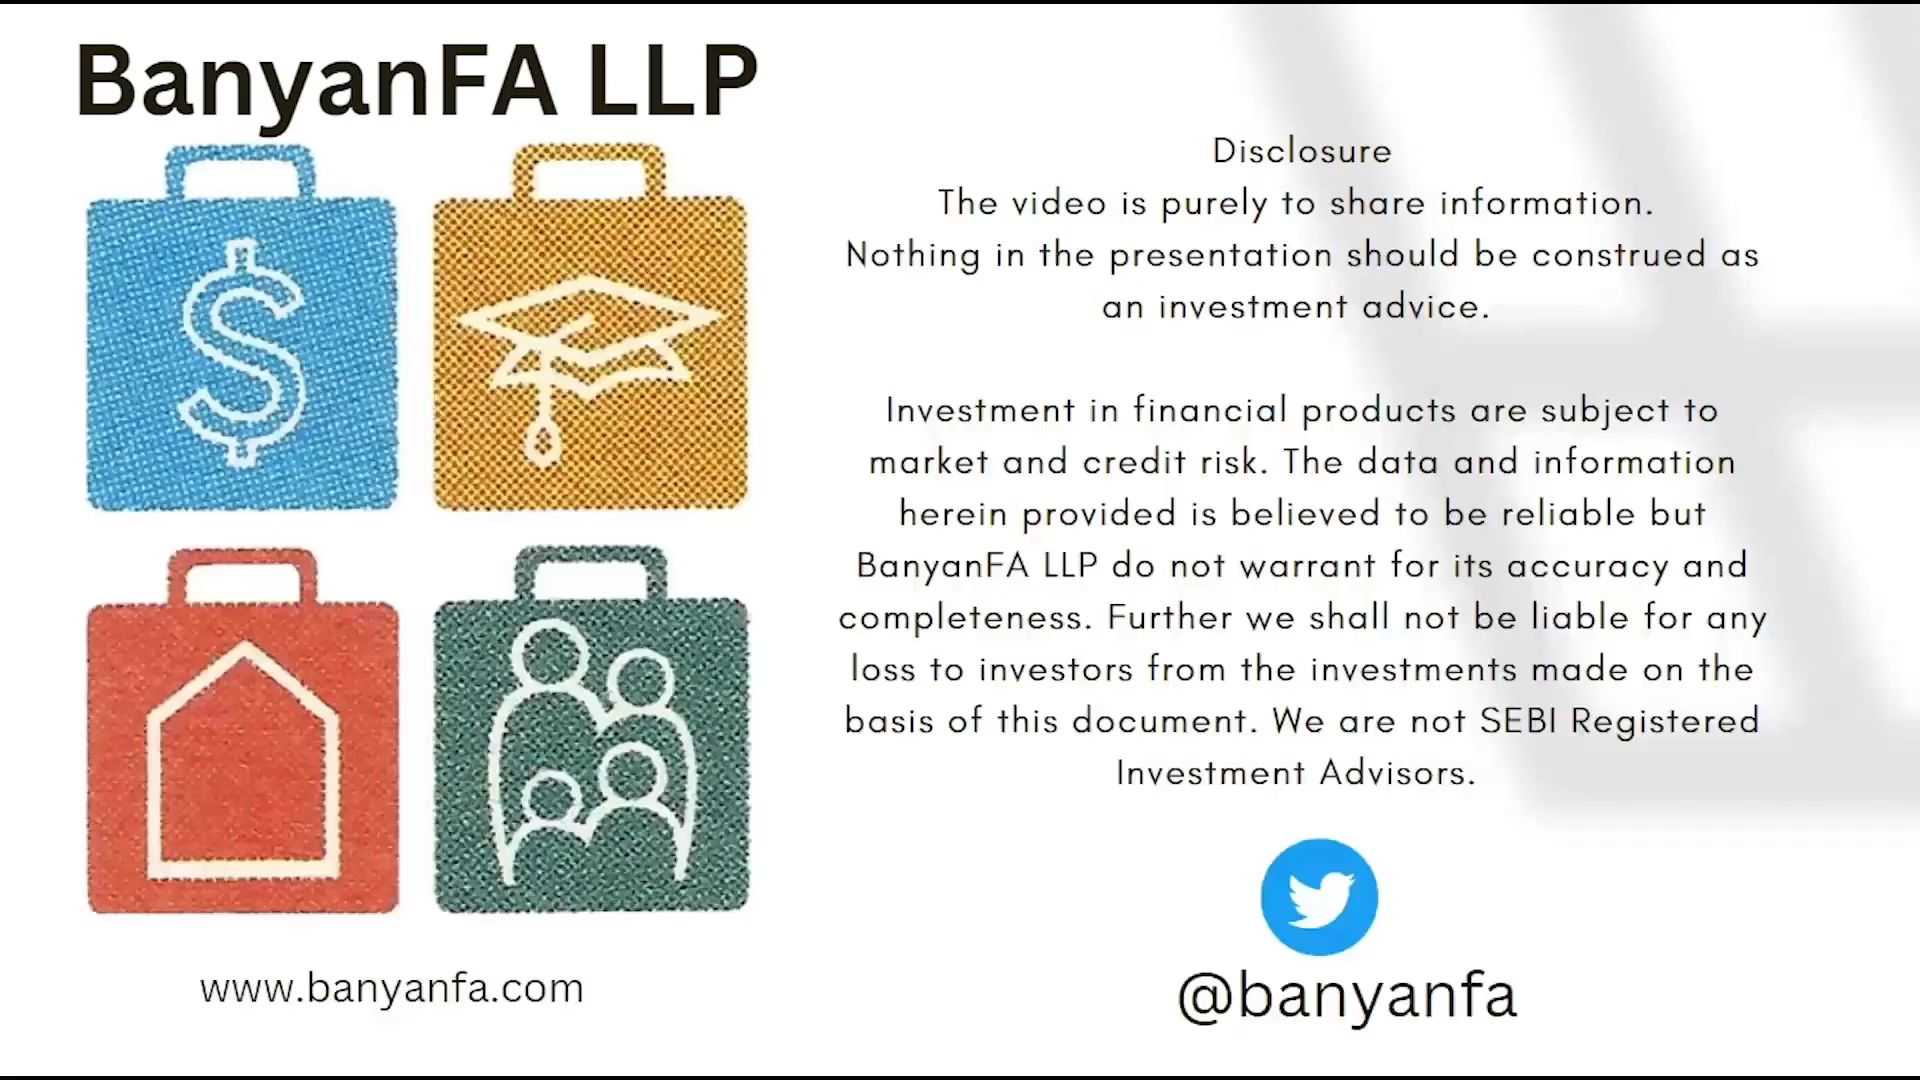 BanyanFA LLP
Disclosure
The video is purely to share information.
Nothing in the presentation should be construed as
an investment advice.
Investment in financial products are subject to
market and credit risk. The data and information
herein provided is believed to be reliable but
BanyanFA LLP do not warrant for its accuracy and
completeness. Further we shall not be liable for any
loss to investors from the investments made on the
basis of this document. We are not SEBI Registered
Investment Advisors.
www.banyanfa.com
@banyanfa